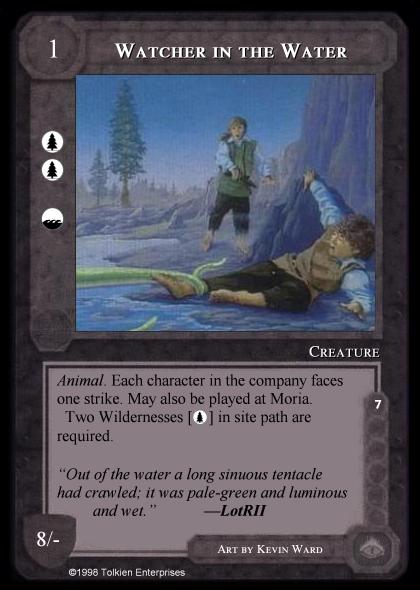 1
WATCHER IN THE WATER
CREATURE
Animal. Each character in the company faces
one strike. May also be played at Moria.
Two Wildernesses [ ] in site path are
required.
7
“Out of the water a long sinuous tentacle
had crawled; it was pale-green and luminous
and wet.” —LotRII
8/-
ART BY KEVIN WARD
©1998 Tolkien Enterprises